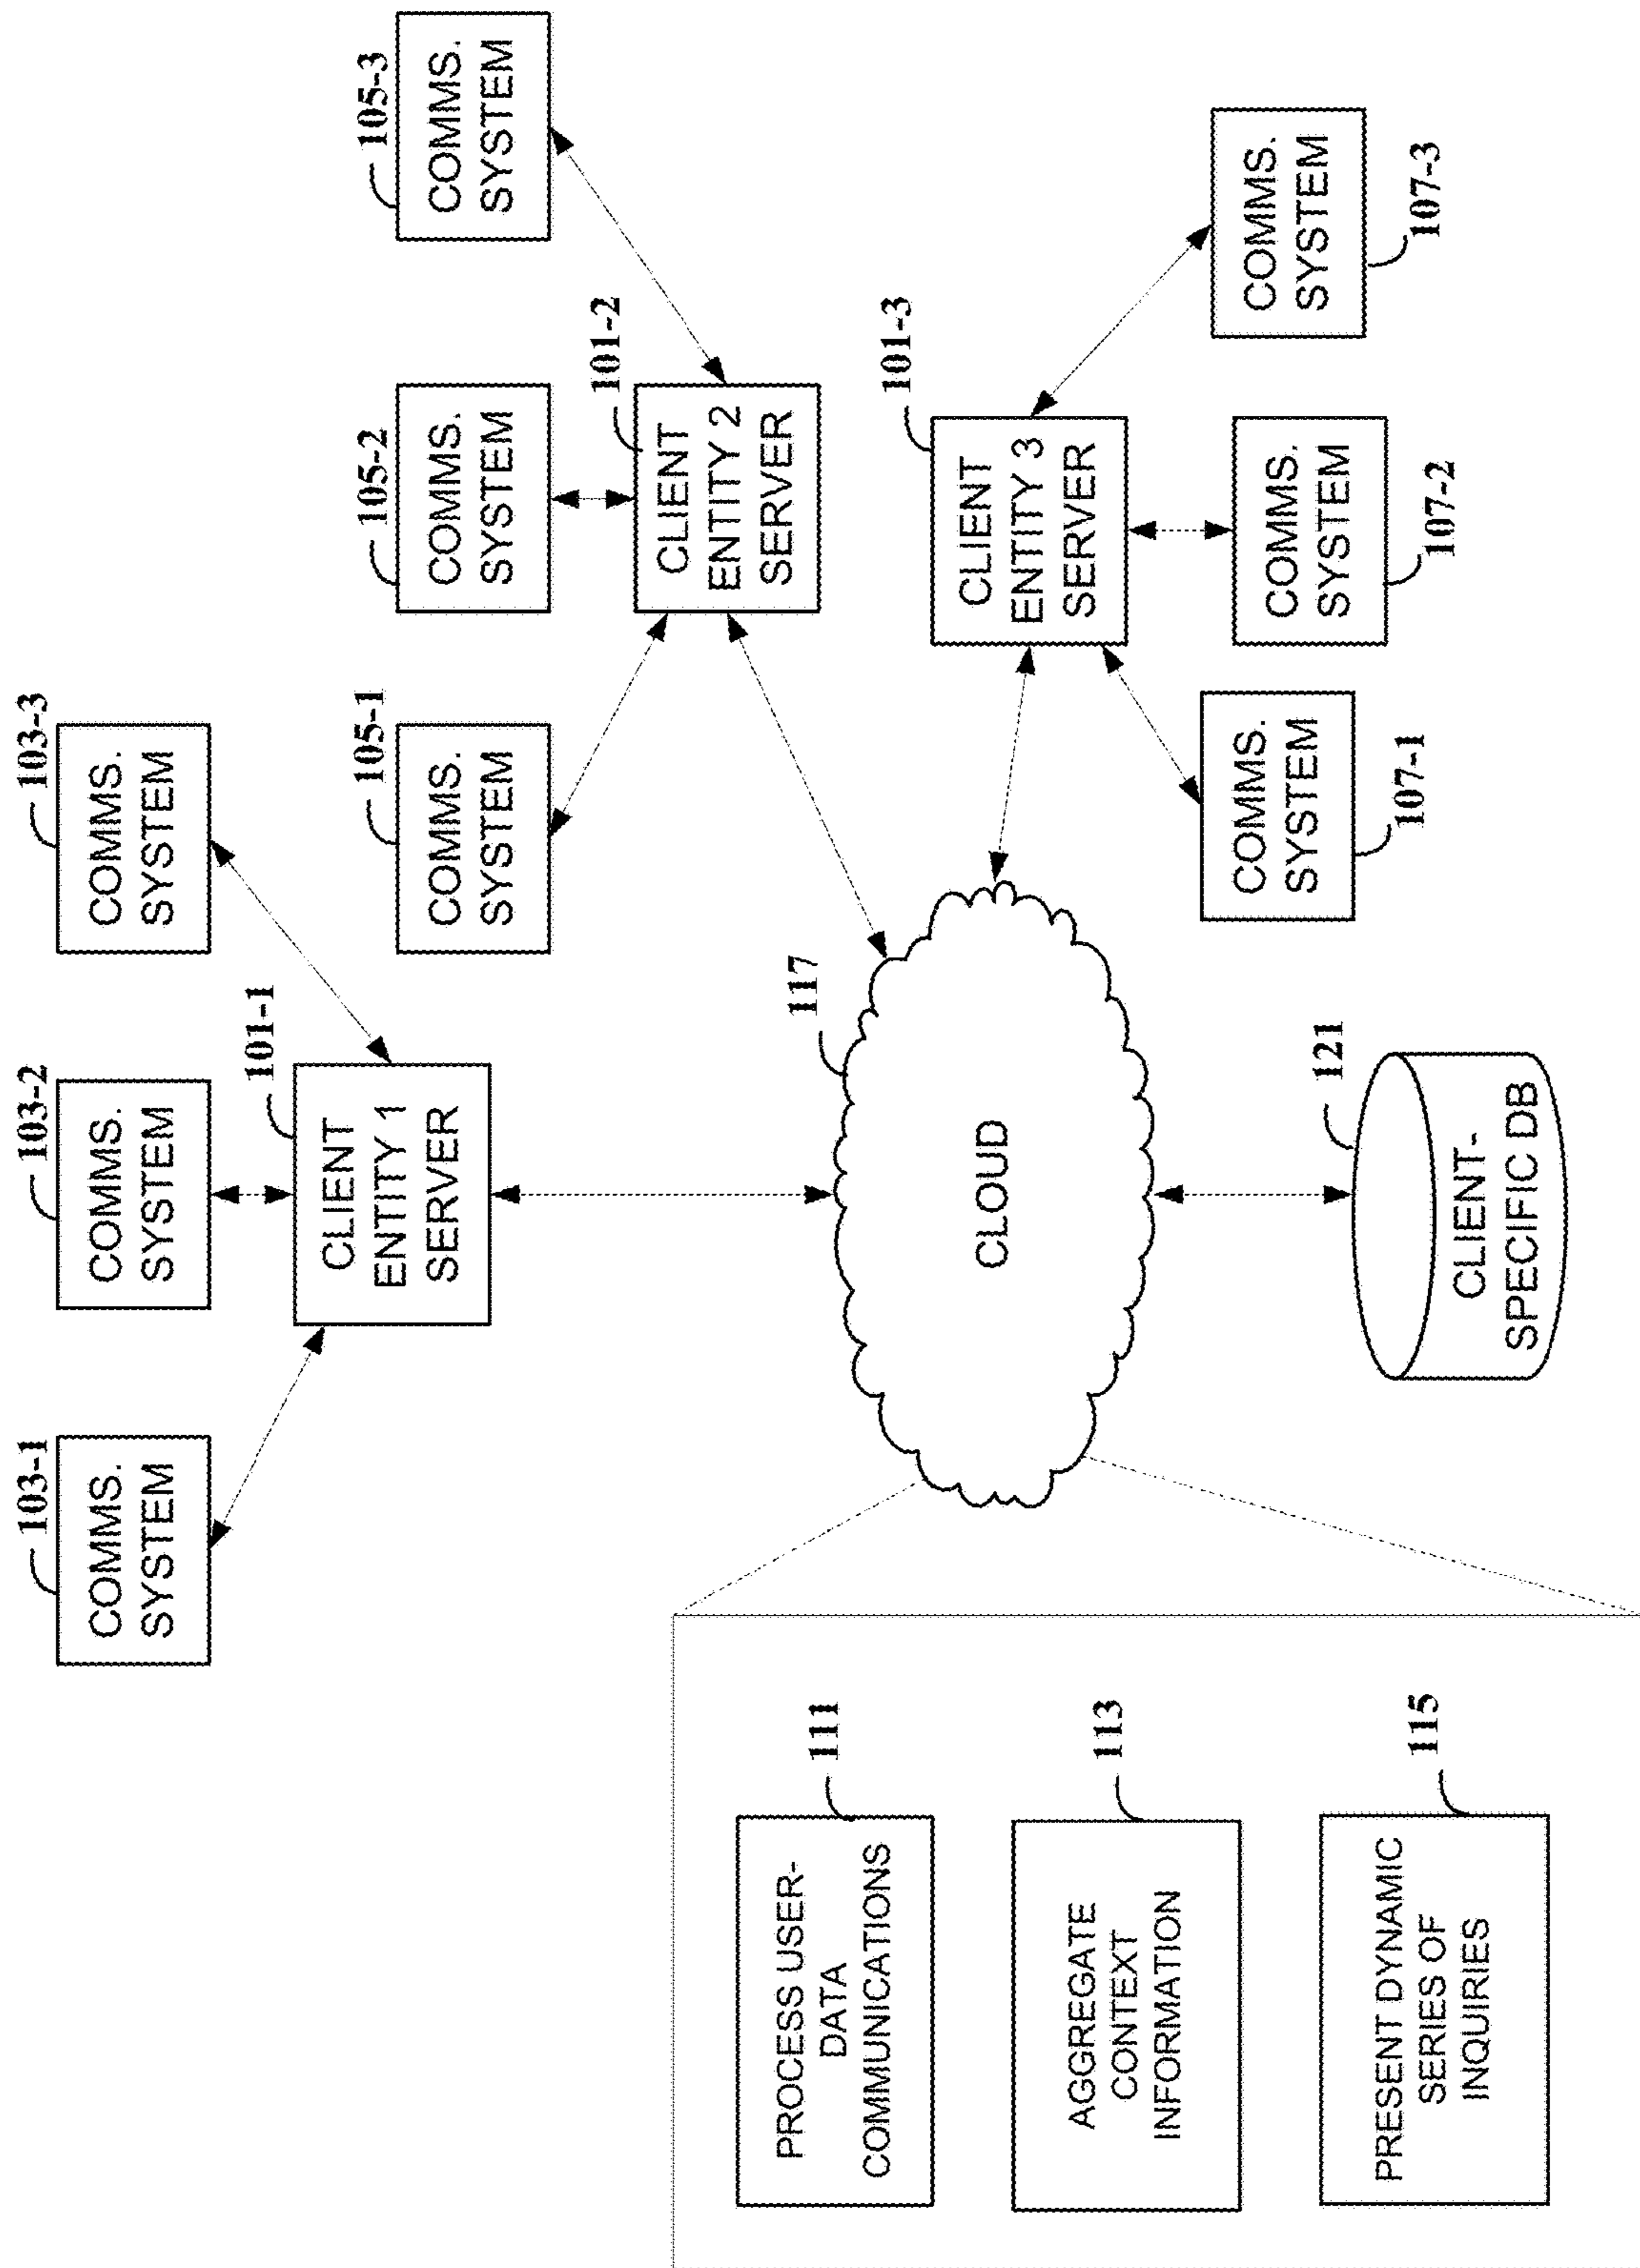 103-1
COMMS.
SYSTEM
103-2
COMMS.
SYSTEM
103-3
COMMS.
SYSTEM
101-1
CLIENT
ENTITY 1
SERVER
105-1
COMMS.
SYSTEM
105-2
COMMS.
SYSTEM
105-3
COMMS.
SYSTEM
101-2
CLIENT
ENTITY 2
SERVER
111
PROCESS USER-
DATA
COMMUNICATIONS
113
AGGREGATE
CONTEXT
INFORMATION
115
PRESENT DYNAMIC
SERIES OF
INQUIRIES
117
CLOUD
101-3
CLIENT
ENTITY 3
SERVER
107-1
COMMS.
SYSTEM
107-2
COMMS.
SYSTEM
107-3
COMMS.
SYSTEM
121
CLIENT-
SPECIFIC DB